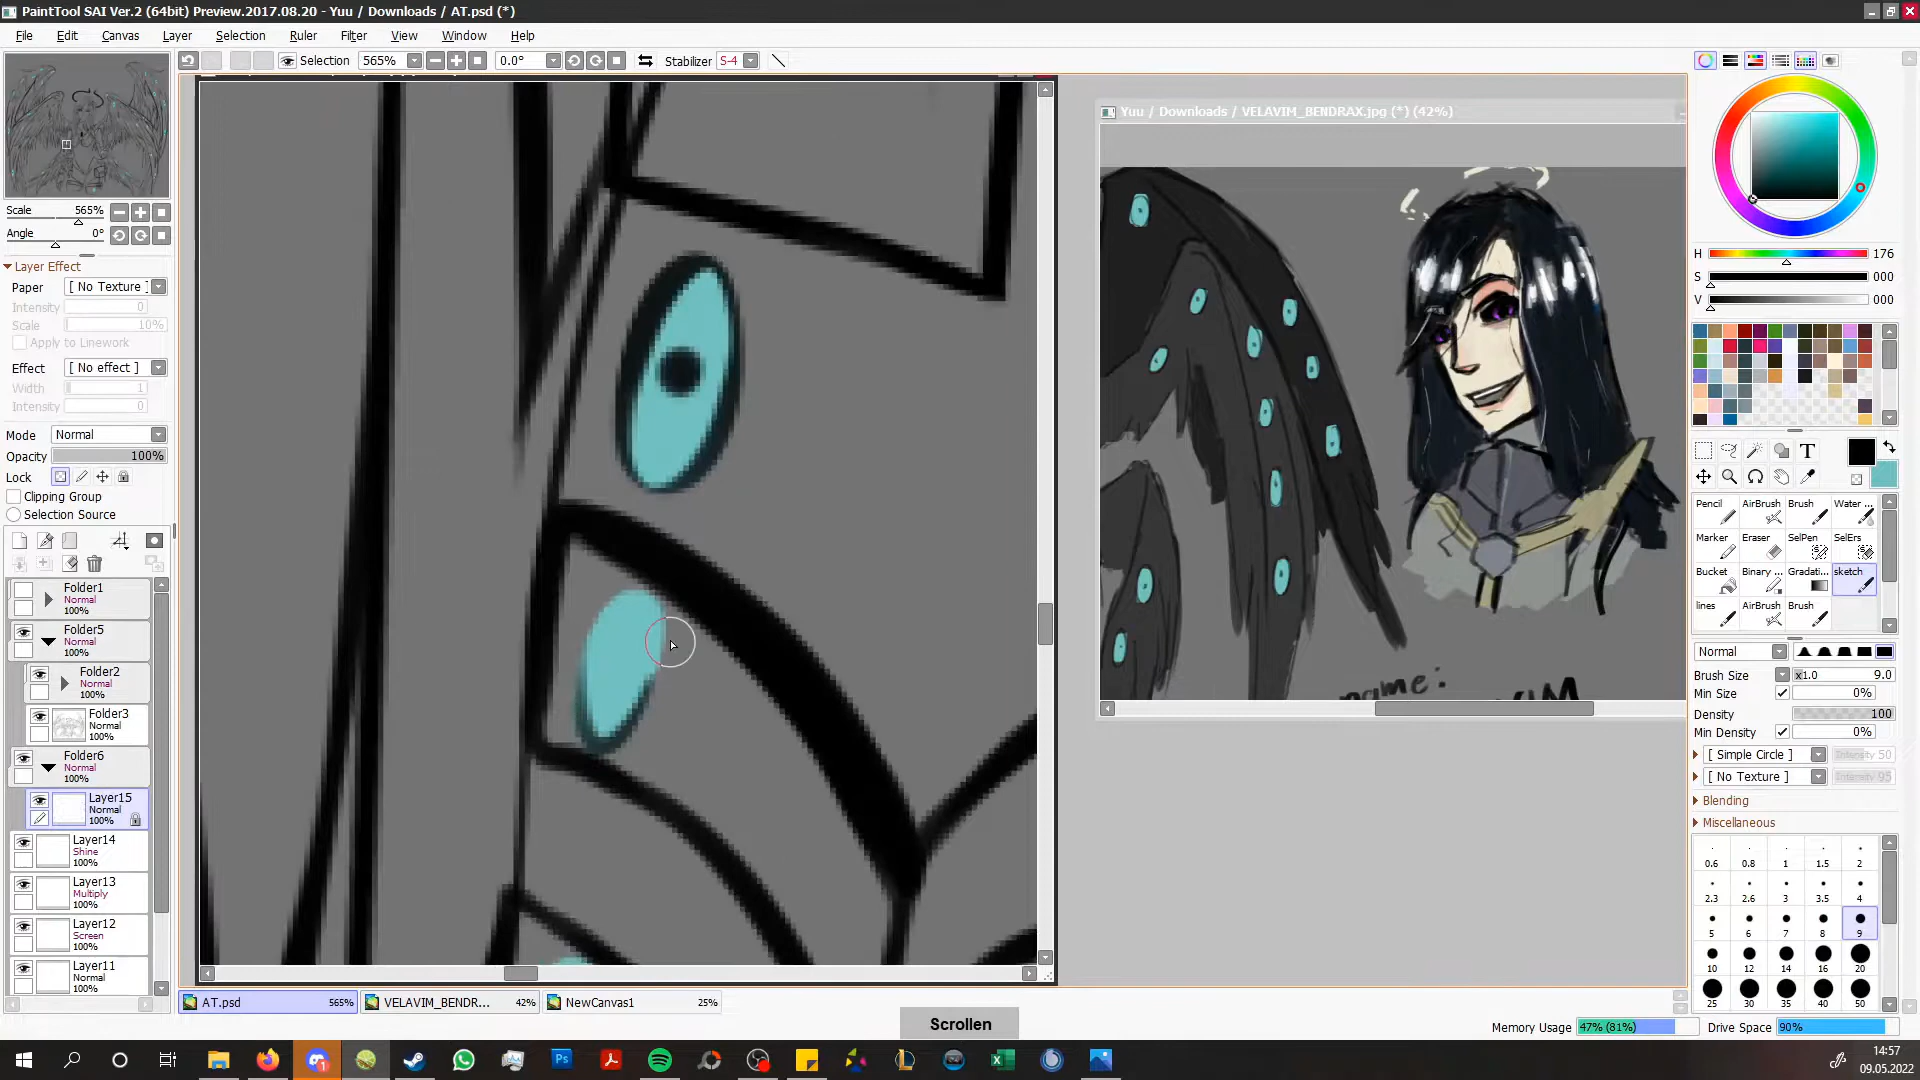 PaintTool SAI Ver.2 (64bit) Preview.2017.08.20 - Yuu / Downloads / AT.psd (*)
File Edit Canvas Layer Selection Ruler Filter View Window Help
Selection 565% 0.0° Stabilizer S-4
Yuu / Downloads / VELAVIM_BENDRAX.jpg (*) (42%)
Scale 565%
Angle 0°
Layer Effect
Paper [ No Texture ]
Intensity 0
Scale 10%
Apply to Linework
Effect [ No effect ]
Width 1
Intensity 0
Mode Normal
Opacity 100%
Lock
Clipping Group
Selection Source
Folder1
Normal
100%
Folder5
Normal
100%
Folder2
Normal
100%
Folder3
Normal
100%
Folder6
Normal
100%
Layer15
Normal
100%
Layer14
Shine
100%
Layer13
Multiply
100%
Layer12
Screen
100%
Layer11
Normal
100%
name:
H 176
S 000
V 000
T
Pencil AirBrush Brush Water ...
Marker Eraser SelPen SelErs
Bucket Binary ... Gradati... sketch
lines AirBrush Brush
Normal
Brush Size x1.0 9.0
Min Size 0%
Density 100
Min Density 0%
[ Simple Circle ] Intensity 50
[ No Texture ] Intensity 95
Blending
Miscellaneous
0.6 0.8 1 1.5 2
2.3 2.6 3 3.5 4
5 6 7 8 9
10 12 14 16 20
25 30 35 40 50
AT.psd 565% VELAVIM_BENDR... 42% NewCanvas1 25%
Scrollen
Memory Usage 47% (81%) Drive Space 90%
14:57
09.05.2022